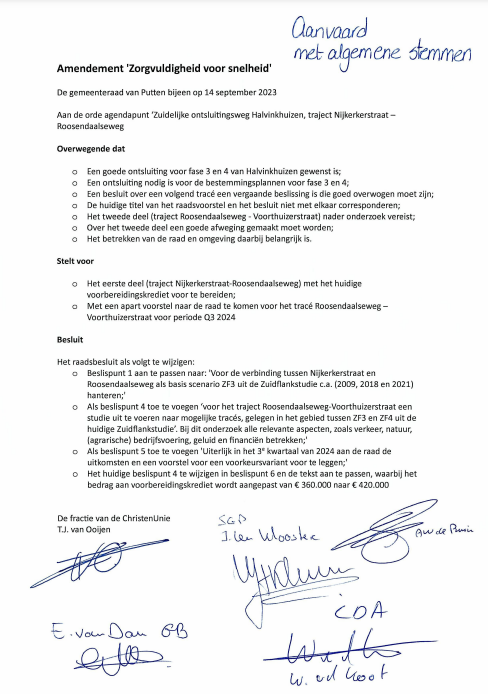 Aanvaard
met algemene stemmen
Amendement 'Zorgvuldigheid voor snelheid'
De gemeenteraad van Putten bijeen op 14 september 2023
Aan de orde agendapunt 'Zuidelijke ontsluitingsweg Halvinkhuizen, traject Nijkerkerstraat –
Roosendaalseweg
Overwegende dat
o Een goede ontsluiting voor fase 3 en 4 van Halvinkhuizen gewenst is;
o Een ontsluiting nodig is voor de bestemmingsplannen voor fase 3 en 4;
o Een besluit over een volgend tracé een vergaande beslissing is die goed overwogen moet zijn;
o De huidige titel van het raadsvoorstel en het besluit niet met elkaar corresponderen;
o Het tweede deel (traject Roosendaalseweg - Voorthuizerstraat) nader onderzoek vereist;
o Over het tweede deel een goede afweging gemaakt moet worden;
o Het betrekken van de raad en omgeving daarbij belangrijk is.
Stelt voor
o Het eerste deel (traject Nijkerkerstraat-Roosendaalseweg) met het huidige
voorbereidingskrediet voor te bereiden;
o Met een apart voorstel naar de raad te komen voor het tracé Roosendaalseweg –
Voorthuizerstraat voor periode Q3 2024
Besluit
Het raadsbesluit als volgt te wijzigen:
o Beslispunt 1 aan te passen naar: 'Voor de verbinding tussen Nijkerkerstraat en
Roosendaalseweg als basis scenario ZF3 uit de Zuidflankstudie c.a. (2009, 2018 en 2021)
hanteren;'
o Als beslispunt 4 toe te voegen 'voor het traject Roosendaalseweg-Voorthuizerstraat een
studie uit te voeren naar mogelijke tracés, gelegen in het gebied tussen ZF3 en ZF4 uit de
huidige Zuidflankstudie'. Bij dit onderzoek alle relevante aspecten, zoals verkeer, natuur,
(agrarische) bedrijfsvoering, geluid en financiën betrekken;'
o Als beslispunt 5 toe te voegen 'Uiterlijk in het 3e kwartaal van 2024 aan de raad de
uitkomsten en een voorstel voor een voorkeursvariant voor te leggen;'
o Het huidige beslispunt 4 te wijzigen in beslispunt 6 en de tekst aan te passen, waarbij het
bedrag aan voorbereidingskrediet wordt aangepast van € 360.000 naar € 420.000
De fractie van de ChristenUnie
T.J. van Ooijen
SGP
CDA
E. van Dam GB